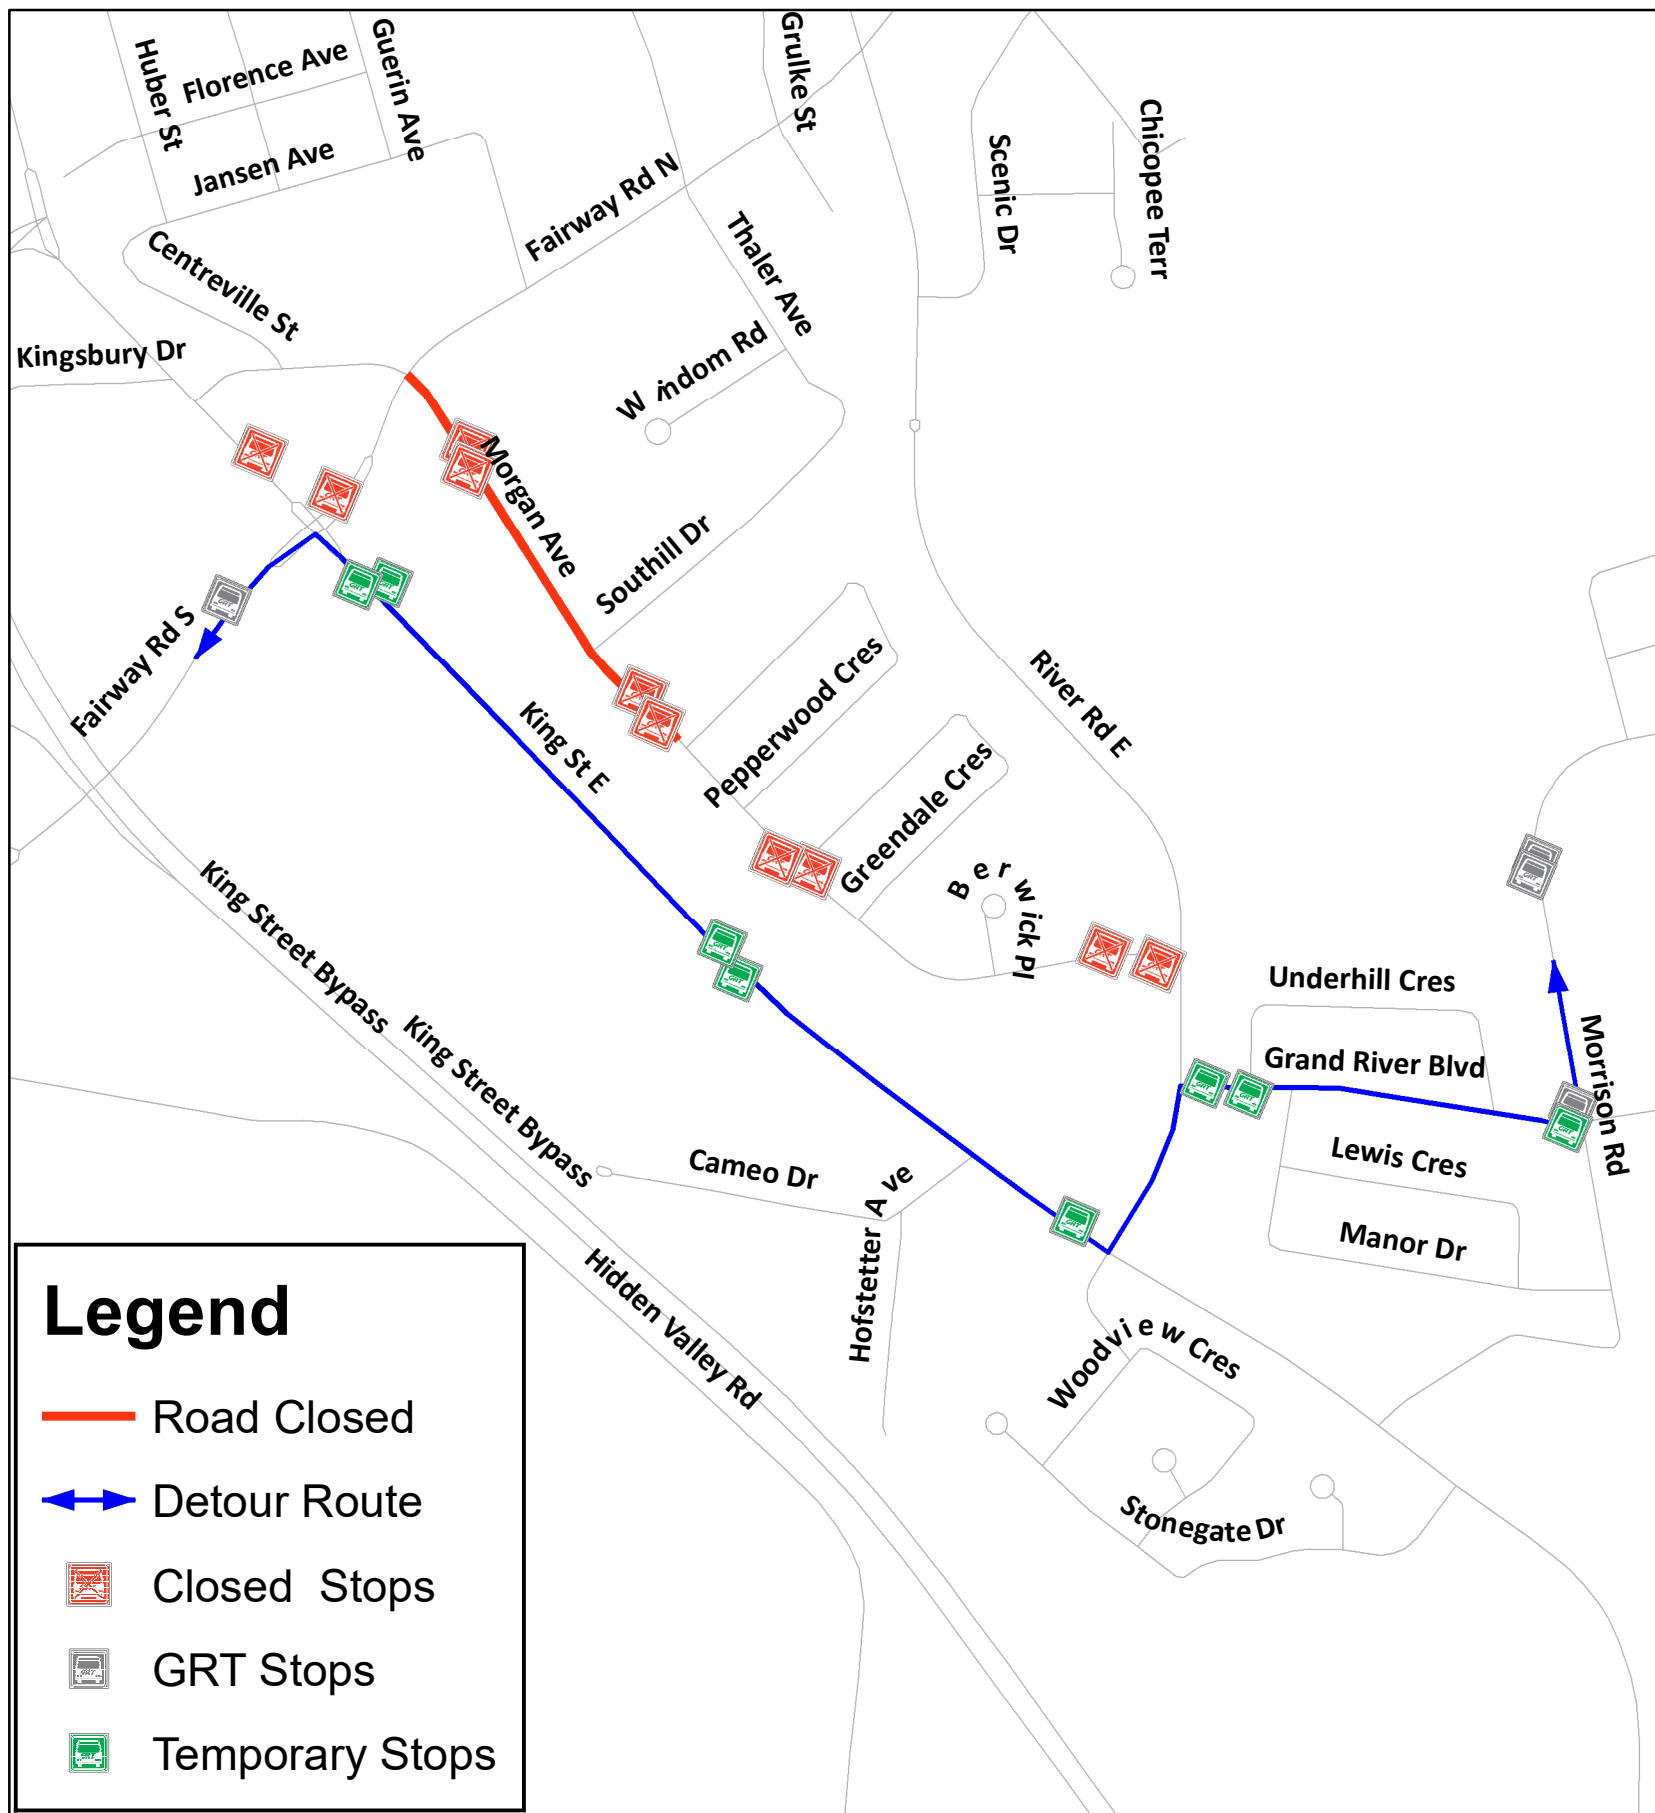 Huber St
Florence Ave
Guerin Ave
Grulke St
Jansen Ave
Fairway Rd N
Scenic Dr
Chicopee Terr
Centreville St
Thaler Ave
Kingsbury Dr
Windom Rd
Morgan Ave
Southill Dr
Fairway Rd S
King St E
Pepperwood Cres
River Rd E
Greendale Cres
Berwick Pl
King Street Bypass
King Street Bypass
Underhill Cres
Grand River Blvd
Morrison Rd
Cameo Dr
Hofstetter Ave
Lewis Cres
Manor Dr
Hidden Valley Rd
Woodview Cres
Stonegate Dr
Legend
Road Closed
Detour Route
Closed Stops
GRT Stops
Temporary Stops